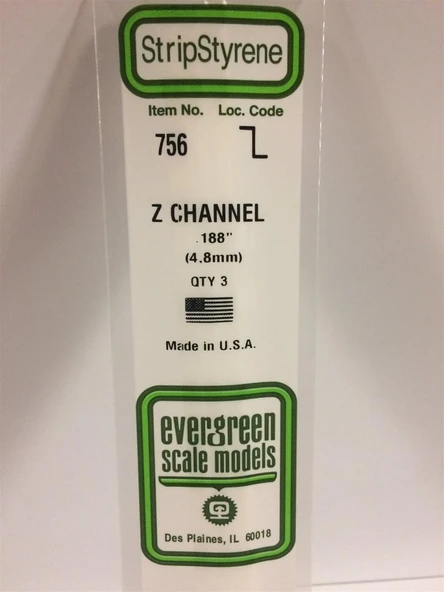 StripStyrene
Item No. Loc. Code
756
Z CHANNEL
.188"
(4.8mm)
QTY 3
Made in U.S.A.
evergreen
scale models
Des Plaines, IL 60018